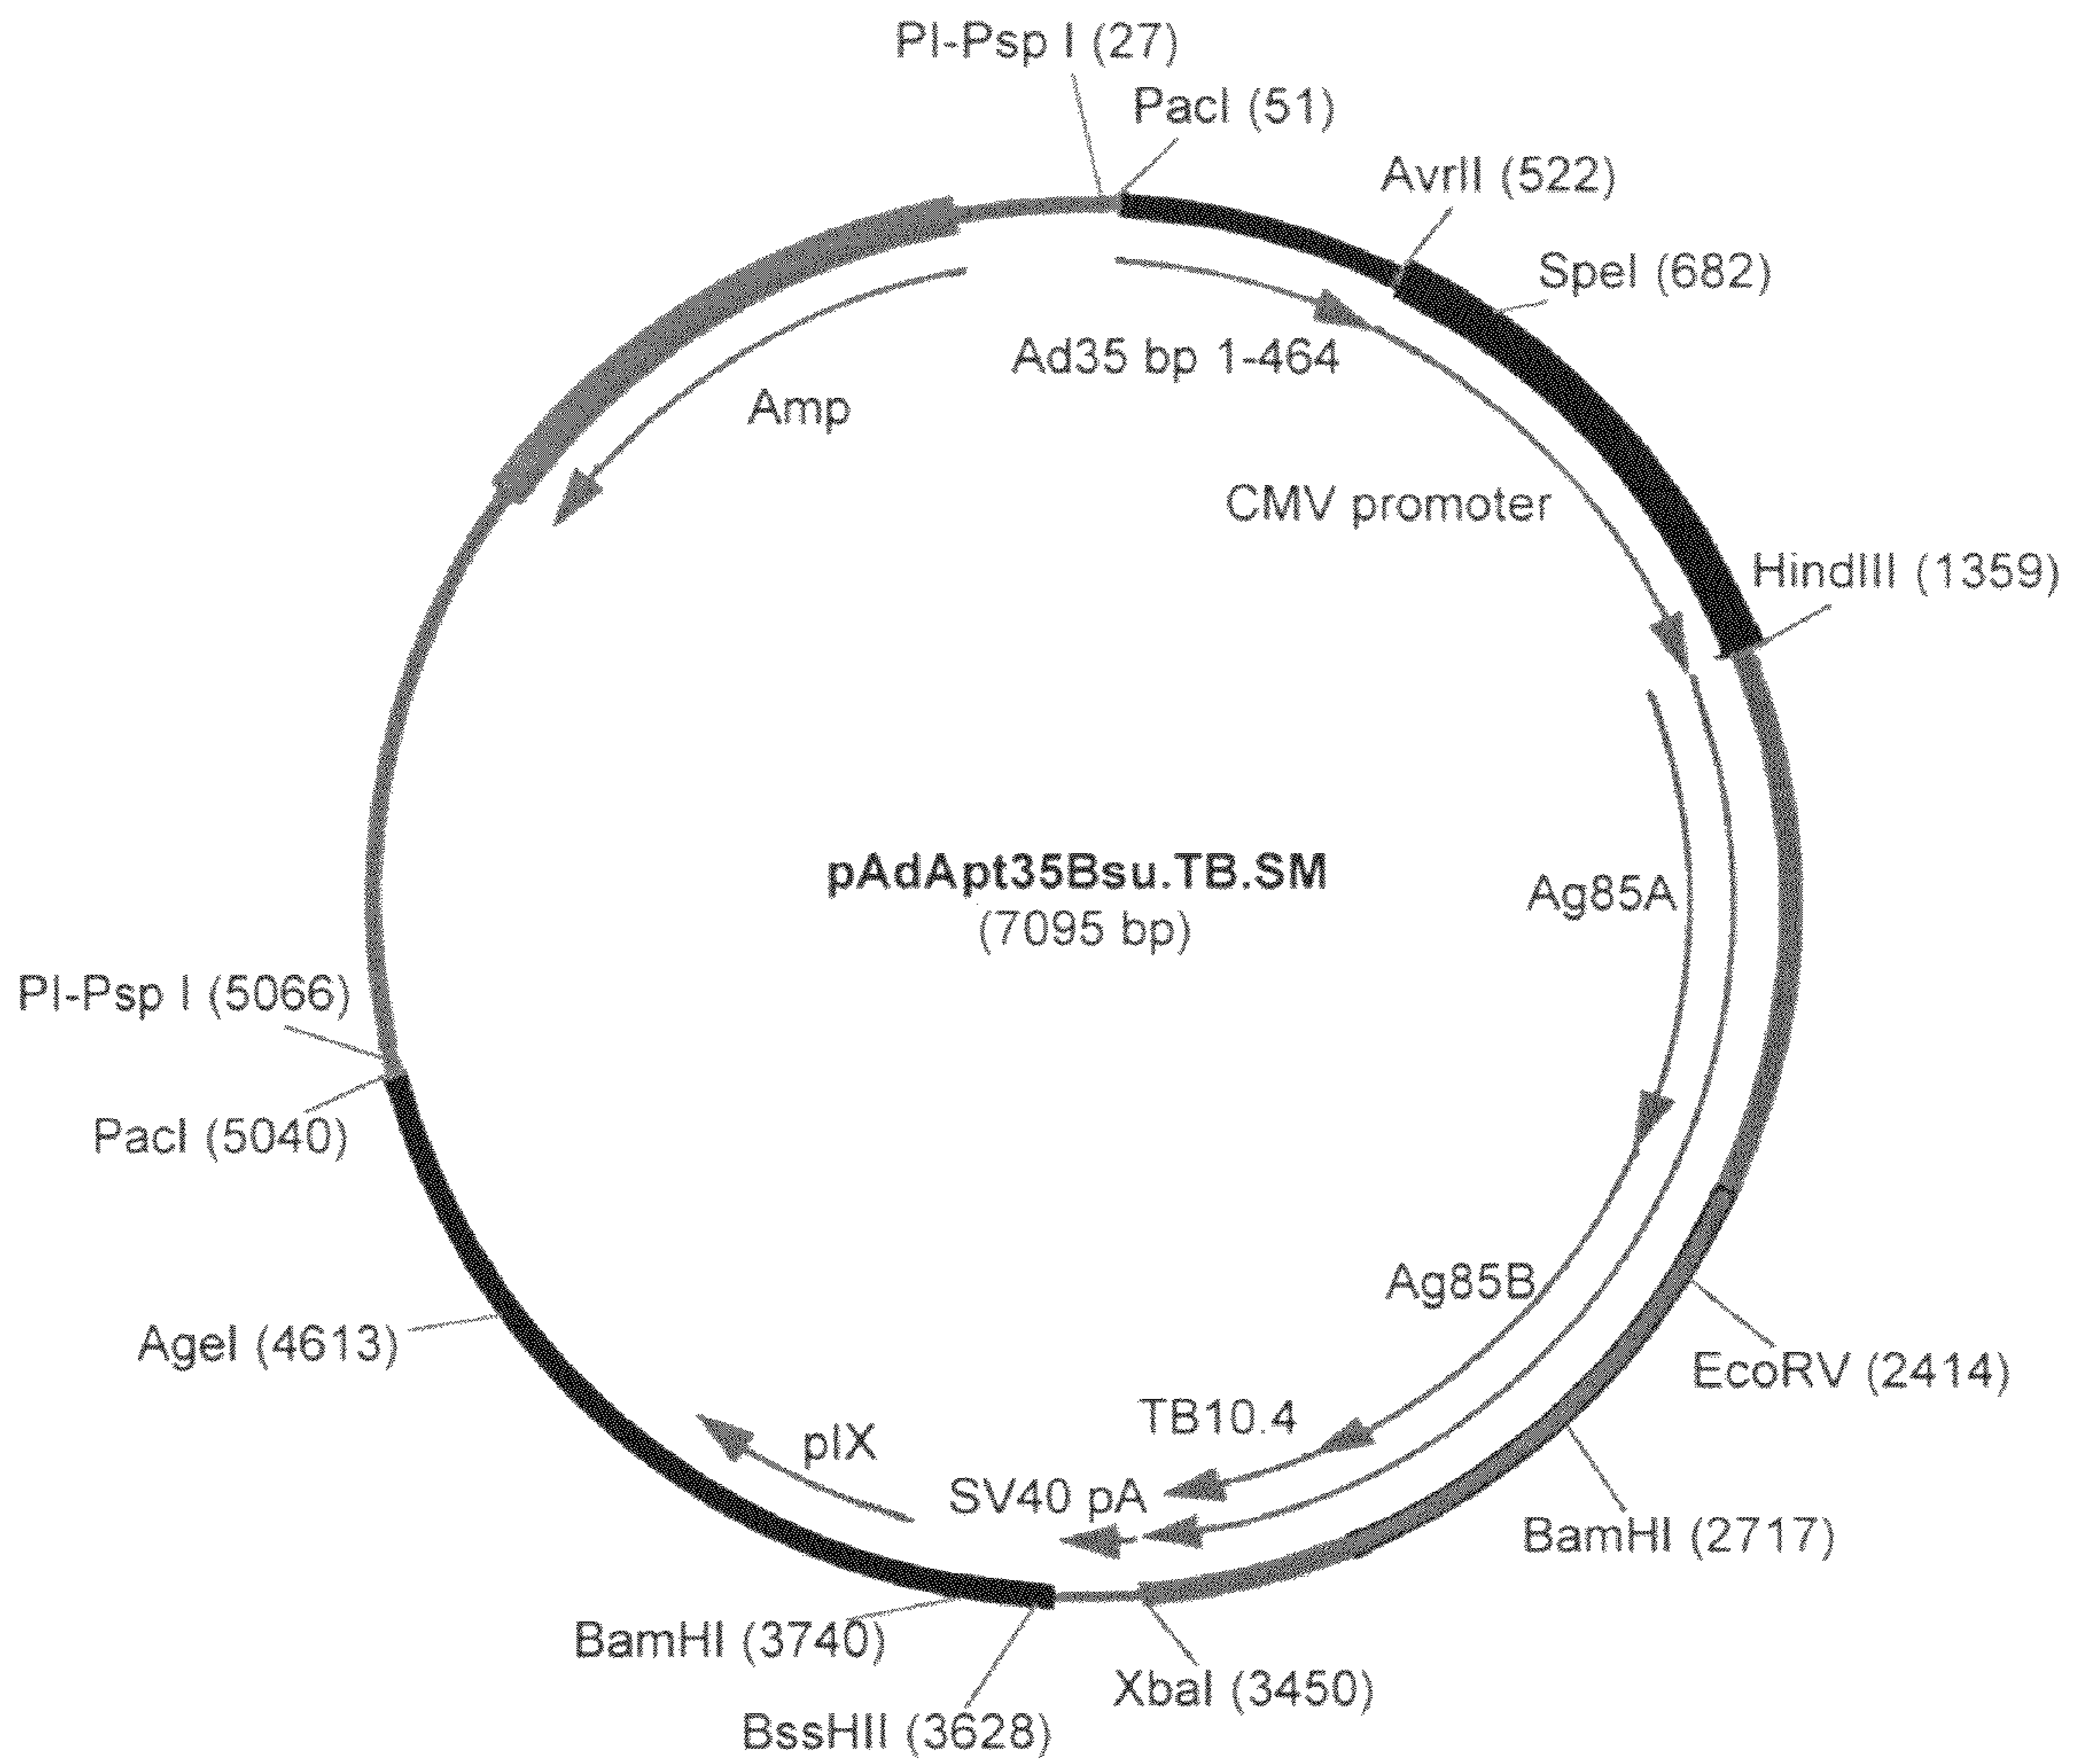 PI-Psp I (27)
PacI (51)
AvrII (522)
SpeI (682)
Ad35 bp 1-464
Amp
CMV promoter
HindIII (1359)
pAdApt35Bsu.TB.SM
(7095 bp)
Ag85A
PI-Psp I (5066)
PacI (5040)
Ag85B
AgeI (4613)
EcoRV (2414)
TB10.4
pIX
SV40 pA
BamHI (2717)
BamHI (3740)
XbaI (3450)
BssHII (3628)